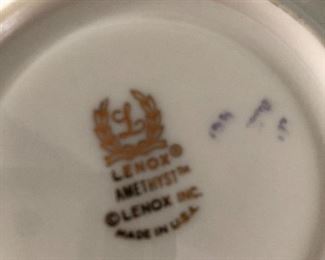 L
LENOX®
AMETHYST™
©LENOX INC.
MADE IN U.S.A.